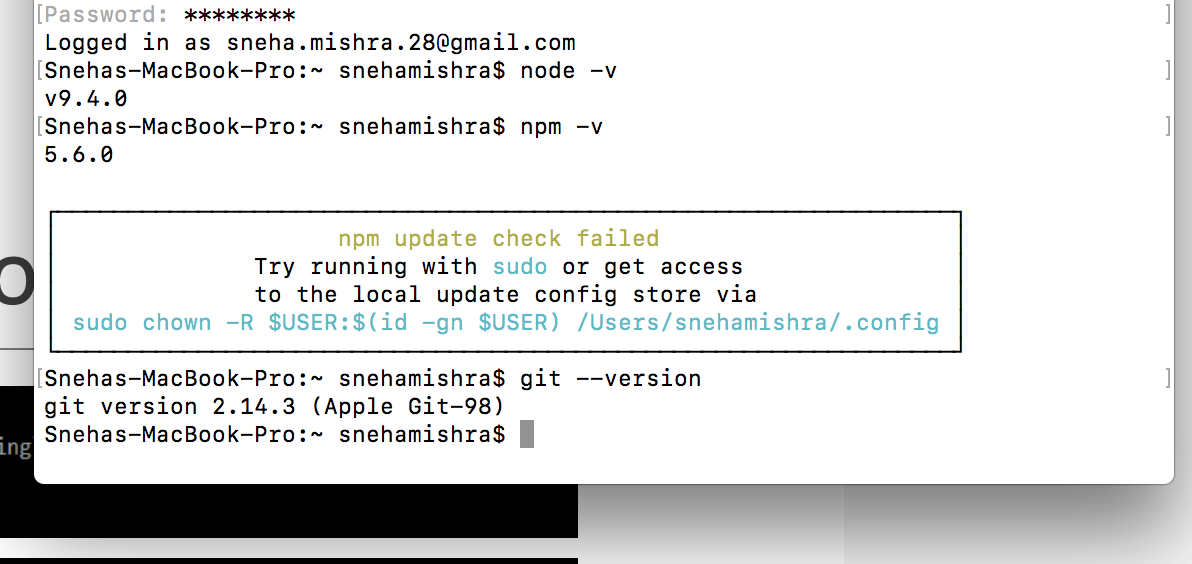 [Password: ******** ]
Logged in as sneha.mishra.28@gmail.com
[Snehas-MacBook-Pro:~ snehamishra$ node -v ]
v9.4.0
[Snehas-MacBook-Pro:~ snehamishra$ npm -v ]
5.6.0
npm update check failed
Try running with sudo or get access
to the local update config store via
sudo chown -R $USER:$(id -gn $USER) /Users/snehamishra/.config
[Snehas-MacBook-Pro:~ snehamishra$ git --version ]
git version 2.14.3 (Apple Git-98)
Snehas-MacBook-Pro:~ snehamishra$
ing